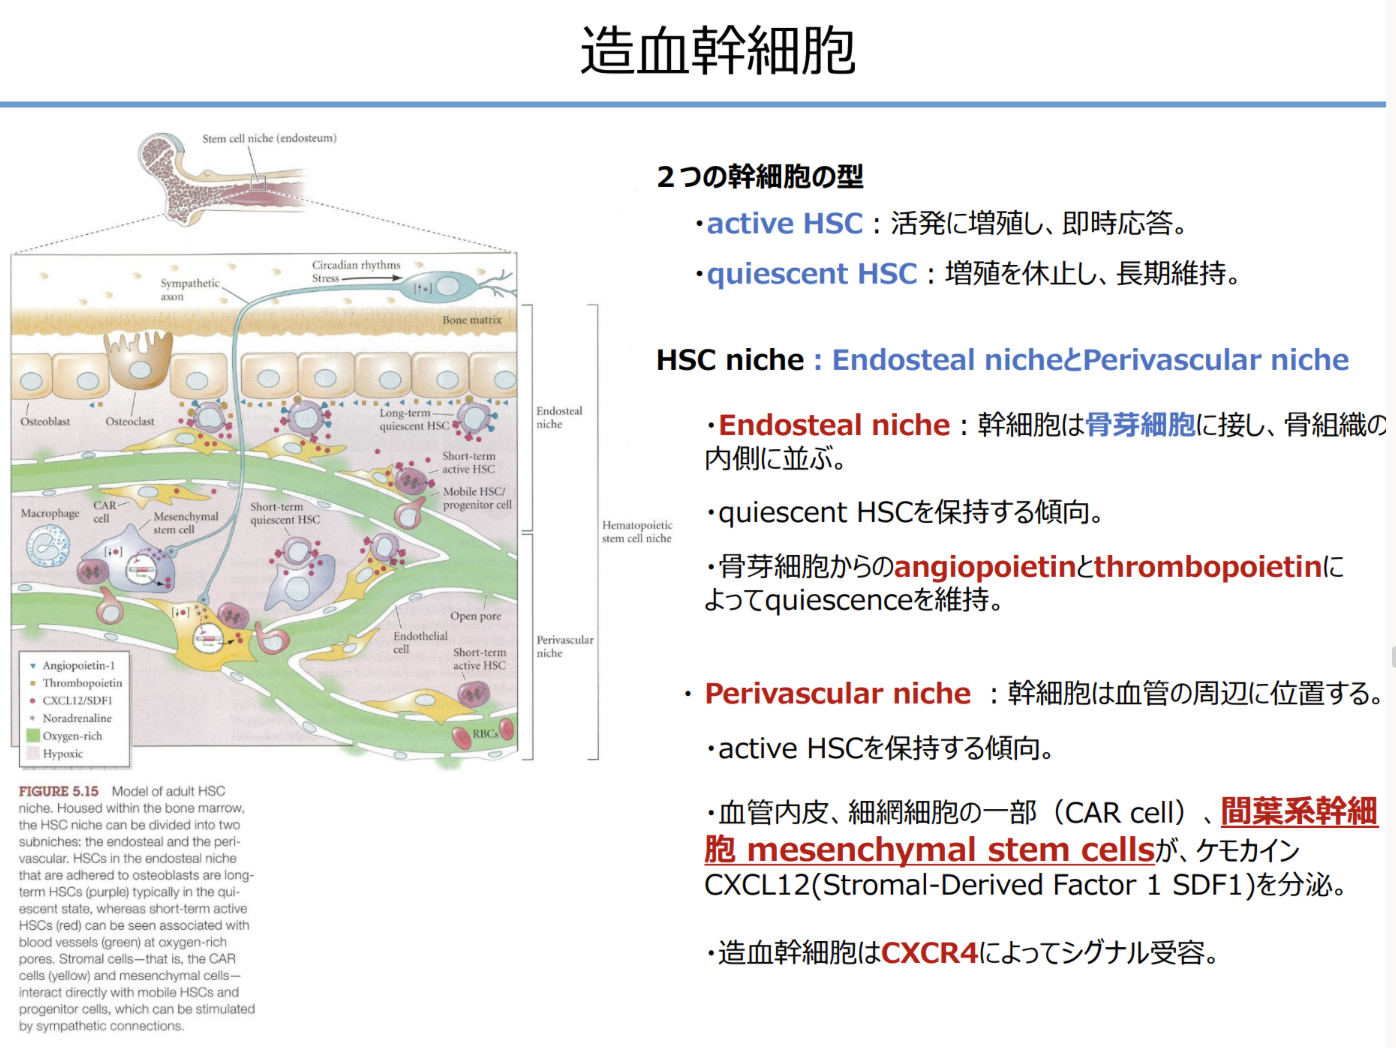 造血幹細胞
Stem cell niche (endosteum)
Circadian rhythms
Stress
Sympathetic
axon
[↑*]
Bone matrix
Osteoblast
Osteoclast
Long-term
quiescent HSC
Endosteal
niche
Short-term
active HSC
Mobile HSC/
progenitor cell
Macrophage
CAR
cell
Mesenchymal
stem cell
Short-term
quiescent HSC
[↓●]
Hematopoietic
stem cell niche
[↓●]
Open pore
Endothelial
cell
Perivascular
niche
Short-term
active HSC
RBCs
Angiopoietin-1
Thrombopoietin
CXCL12/SDF1
Noradrenaline
Oxygen-rich
Hypoxic
FIGURE 5.15 Model of adult HSC
niche. Housed within the bone marrow,
the HSC niche can be divided into two
subniches: the endosteal and the peri-
vascular. HSCs in the endosteal niche
that are adhered to osteoblasts are long-
term HSCs (purple) typically in the qui-
escent state, whereas short-term active
HSCs (red) can be seen associated with
blood vessels (green) at oxygen-rich
pores. Stromal cells—that is, the CAR
cells (yellow) and mesenchymal cells—
interact directly with mobile HSCs and
progenitor cells, which can be stimulated
by sympathetic connections.
２つの幹細胞の型
・active HSC：活発に増殖し、即時応答。
・quiescent HSC：増殖を休止し、長期維持。
HSC niche：Endosteal nicheとPerivascular niche
・Endosteal niche：幹細胞は骨芽細胞に接し、骨組織の
内側に並ぶ。
・quiescent HSCを保持する傾向。
・骨芽細胞からのangiopoietinとthrombopoietinに
よってquiescenceを維持。
・ Perivascular niche ：幹細胞は血管の周辺に位置する。
・active HSCを保持する傾向。
・血管内皮、細網細胞の一部（CAR cell）、間葉系幹細
胞 mesenchymal stem cellsが、ケモカイン
CXCL12(Stromal-Derived Factor 1 SDF1)を分泌。
・造血幹細胞はCXCR4によってシグナル受容。